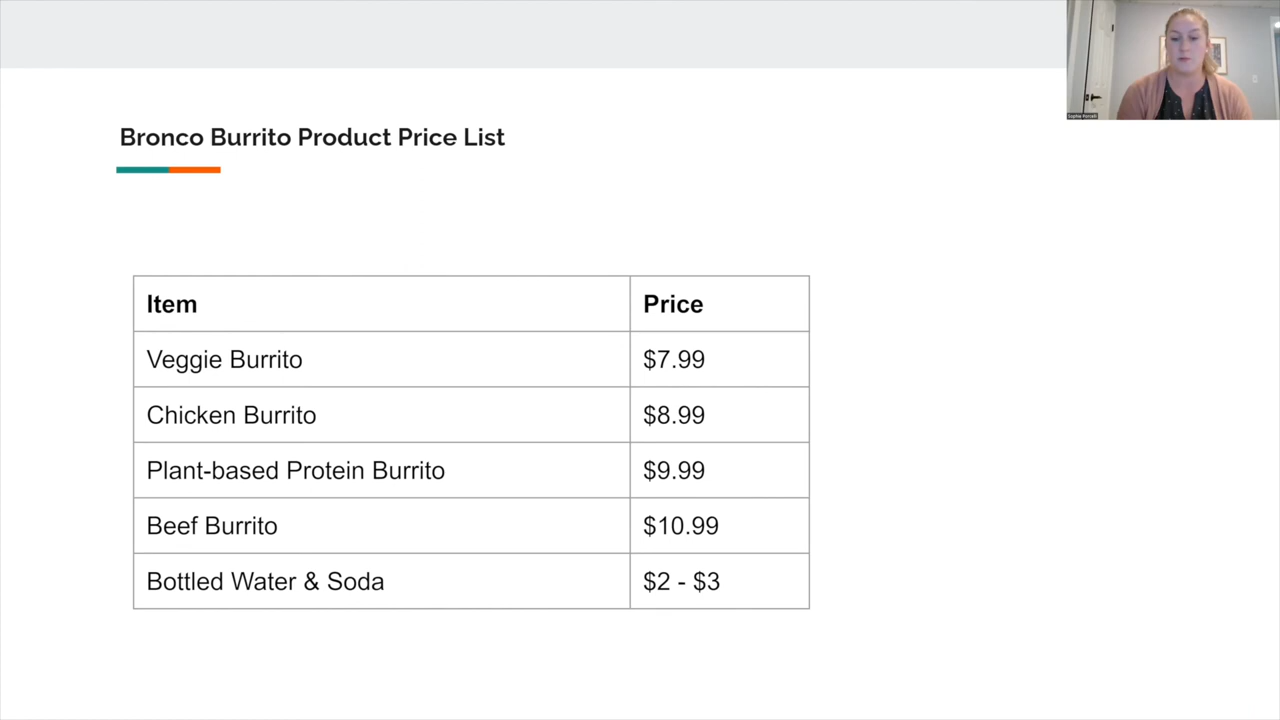 Bronco Burrito Product Price List
Item Price
Veggie Burrito $7.99
Chicken Burrito $8.99
Plant-based Protein Burrito $9.99
Beef Burrito $10.99
Bottled Water & Soda $2 - $3